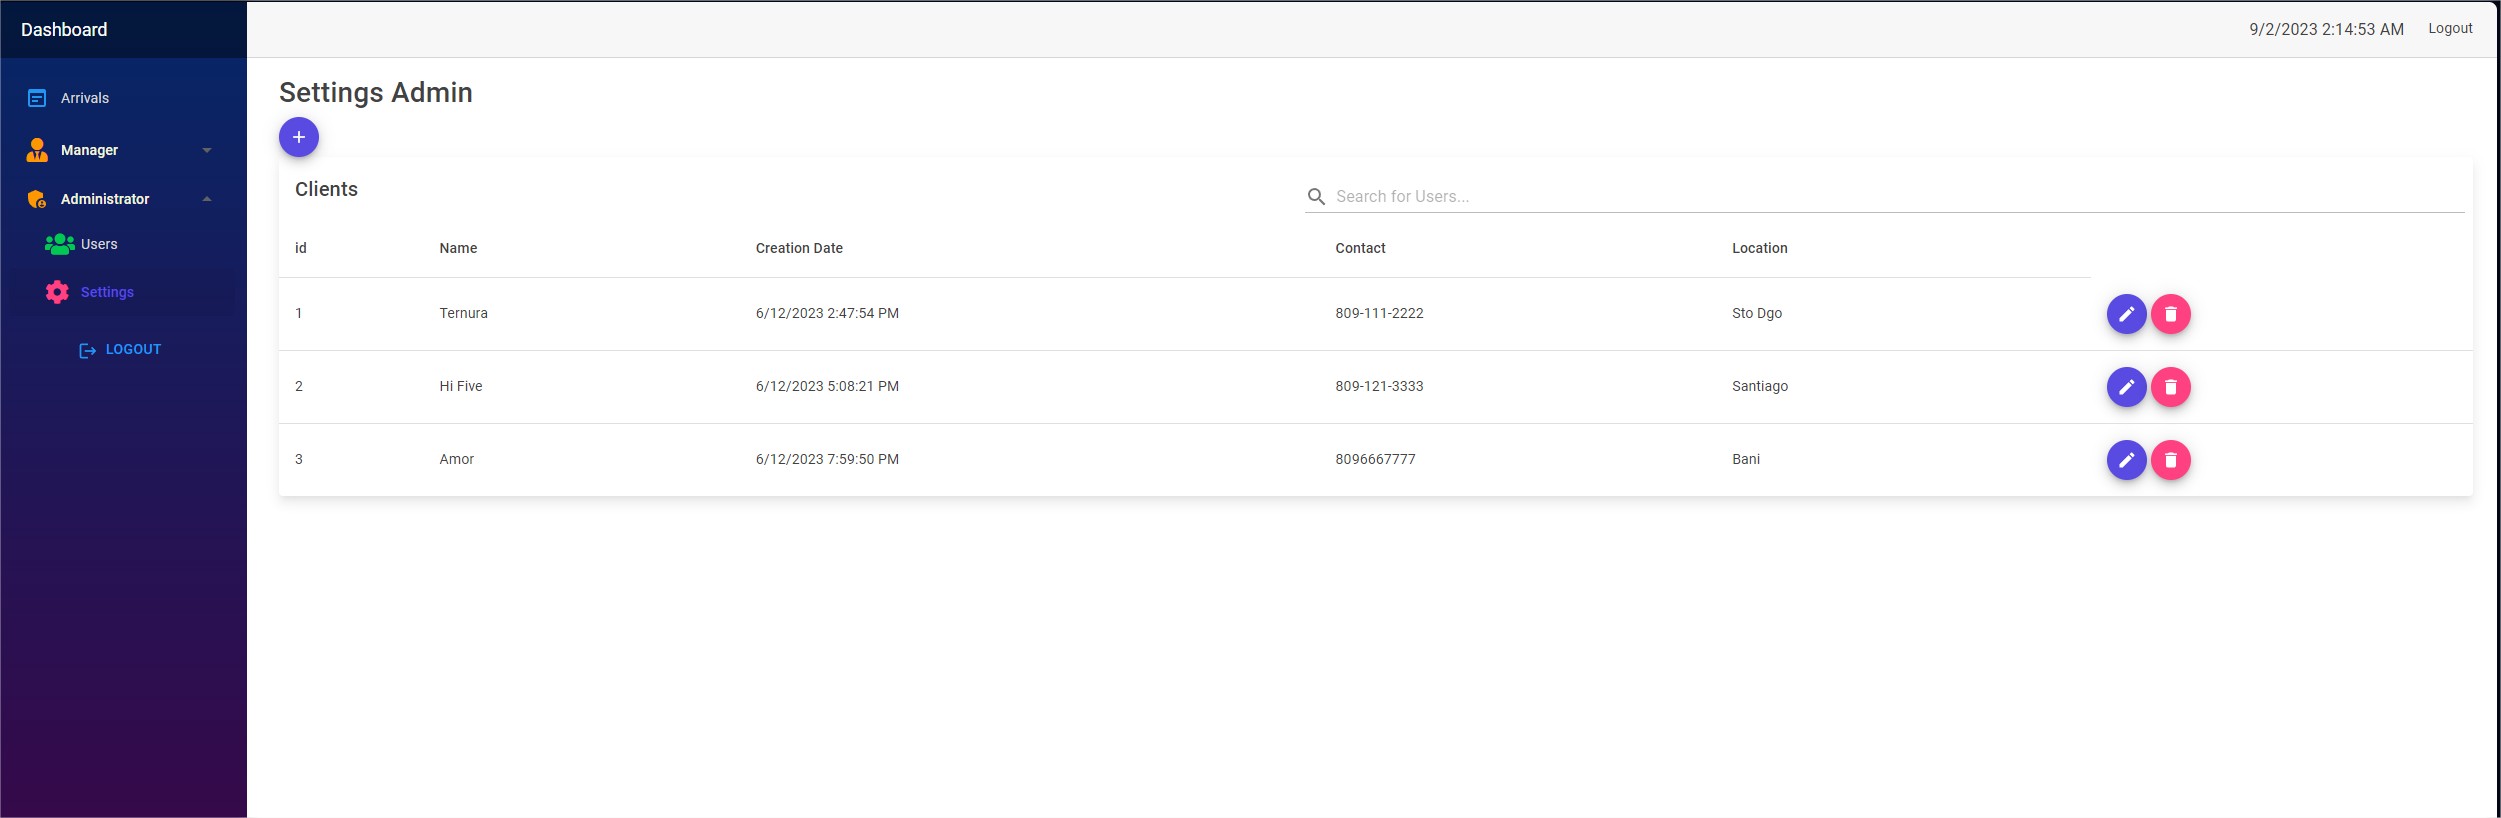 Dashboard
9/2/2023 2:14:53 AM Logout
Arrivals
Manager
Administrator
Users
Settings
LOGOUT
Settings Admin
Clients
Search for Users...
id Name Creation Date Contact Location
1 Ternura 6/12/2023 2:47:54 PM 809-111-2222 Sto Dgo
2 Hi Five 6/12/2023 5:08:21 PM 809-121-3333 Santiago
3 Amor 6/12/2023 7:59:50 PM 8096667777 Bani